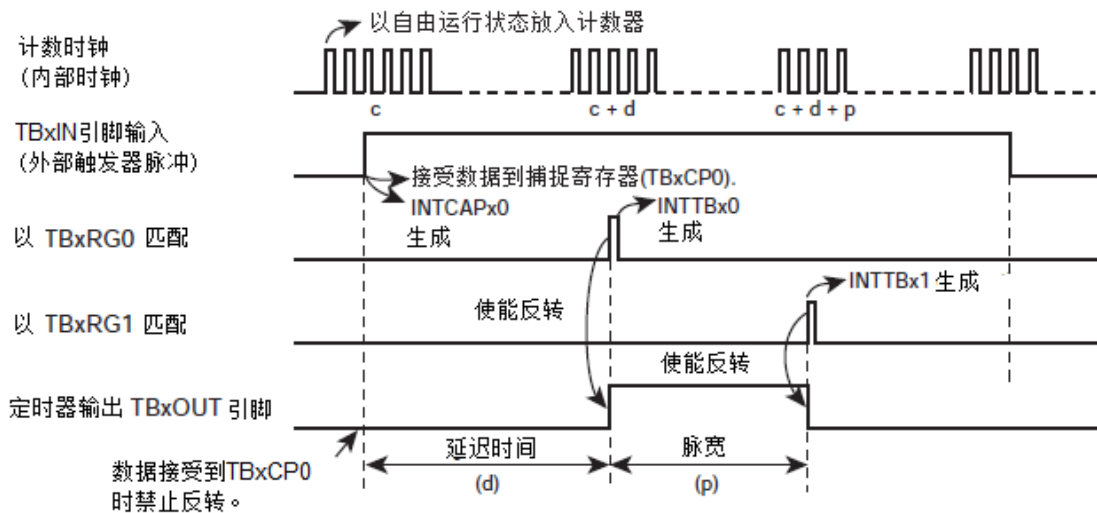 以自由运行状态放入计数器
计数时钟
(内部时钟)
c
c + d
c + d + p
TBxIN引脚输入
(外部触发器脉冲)
接受数据到捕捉寄存器(TBxCP0).
INTCAPx0
生成
INTTBx0
生成
以 TBxRG0 匹配
INTTBx1 生成
使能反转
以 TBxRG1 匹配
使能反转
定时器输出 TBxOUT 引脚
延迟时间
(d)
脉宽
(p)
数据接受到TBxCP0
时禁止反转。